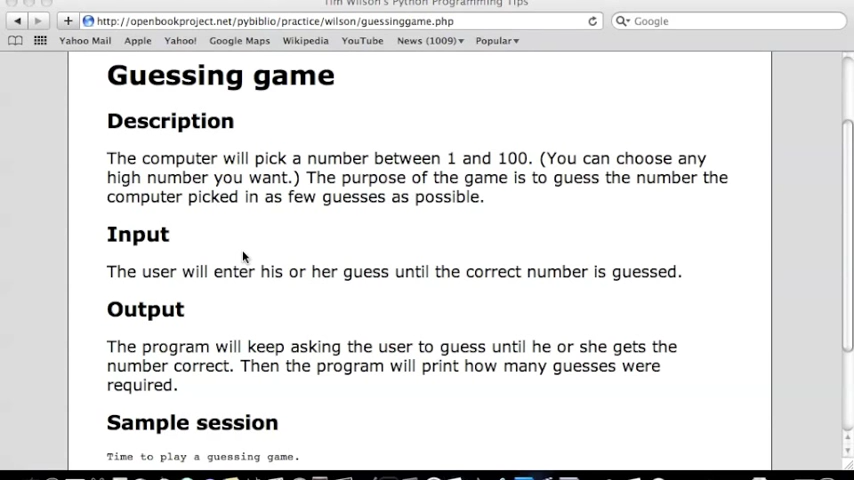 Tim Wilson's Python Programming Tips
http://openbookproject.net/pybiblio/practice/wilson/guessinggame.php
Google
Yahoo Mail Apple Yahoo! Google Maps Wikipedia YouTube News (1009) Popular
Guessing game
Description
The computer will pick a number between 1 and 100. (You can choose any
high number you want.) The purpose of the game is to guess the number the
computer picked in as few guesses as possible.
Input
The user will enter his or her guess until the correct number is guessed.
Output
The program will keep asking the user to guess until he or she gets the
number correct. Then the program will print how many guesses were
required.
Sample session
Time to play a guessing game.